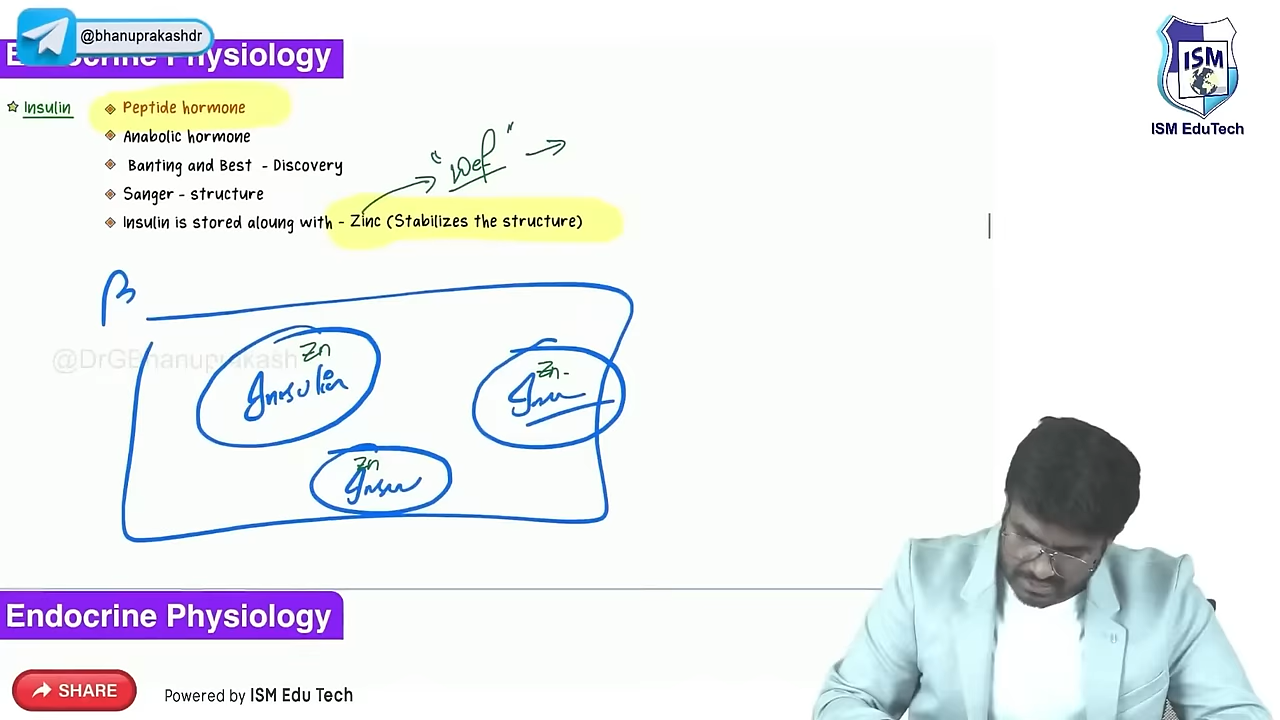 @bhanuprakashdr
Endocrine Physiology
ISM
ISM EduTech
Insulin
Peptide hormone
Anabolic hormone
Banting and Best - Discovery
Sanger - structure
Insulin is stored aloung with - Zinc (Stabilizes the structure)
"Def"
β
@DrGBhanuprakash
Zn
Insulin
Zn
Zn
Endocrine Physiology
SHARE
Powered by ISM Edu Tech